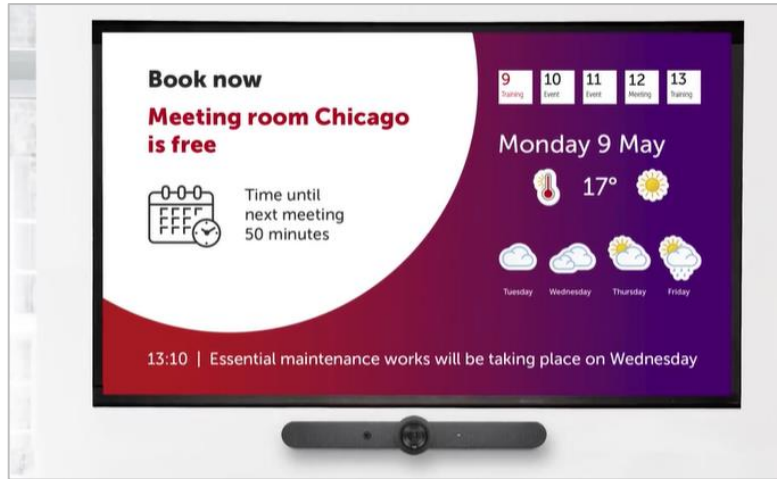 Book now
Meeting room Chicago
is free
Time until
next meeting
50 minutes
9 10 11 12 13
Training Event Event Meeting Training
Monday 9 May
17°
Tuesday Wednesday Thursday Friday
13:10 | Essential maintenance works will be taking place on Wednesday